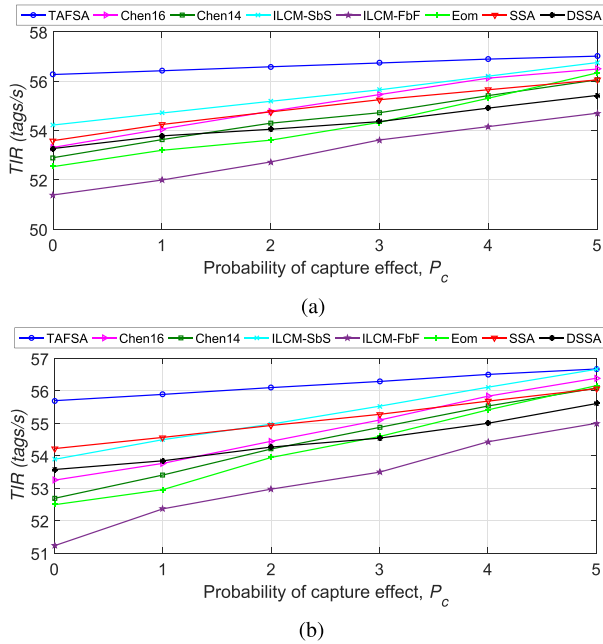 TAFSA Chen16 Chen14 ILCM-SbS ILCM-FbF Eom SSA DSSA
58
56
54
52
50
TIR (tags/s)
0 1 2 3 4 5
Probability of capture effect, P_c
(a)
TAFSA Chen16 Chen14 ILCM-SbS ILCM-FbF Eom SSA DSSA
57
56
55
54
53
52
51
TIR (tags/s)
0 1 2 3 4 5
Probability of capture effect, P_c
(b)